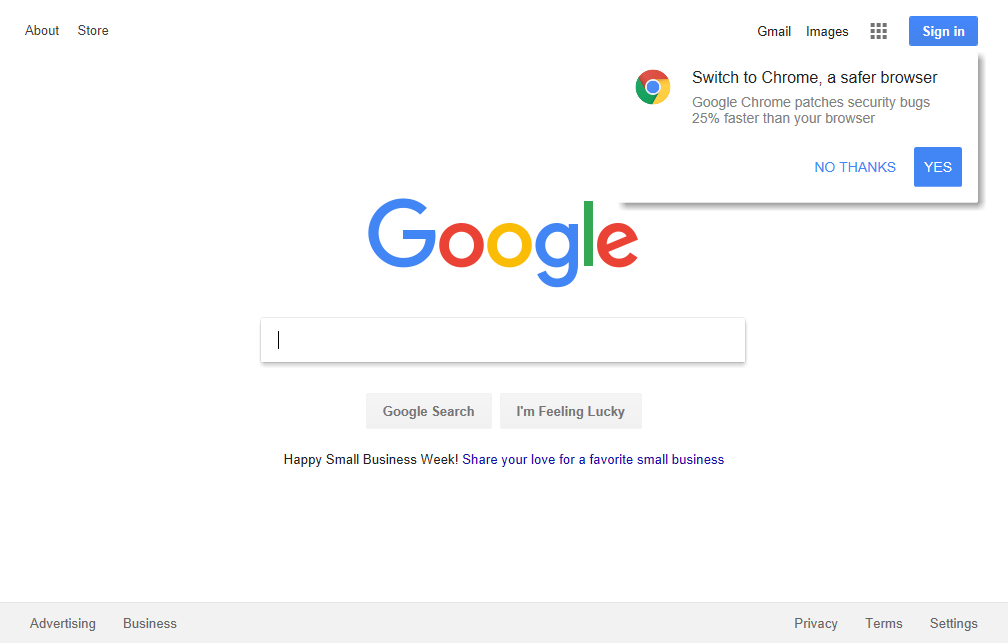 About Store
Gmail Images Sign in
Switch to Chrome, a safer browser
Google Chrome patches security bugs
25% faster than your browser
NO THANKS YES
Google
Google Search I'm Feeling Lucky
Happy Small Business Week! Share your love for a favorite small business
Advertising Business Privacy Terms Settings